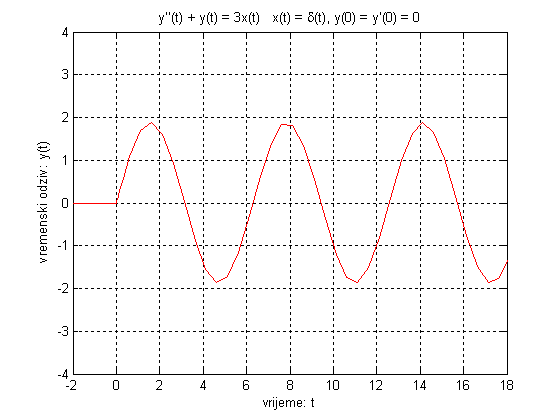 y''(t) + y(t) = 3x(t)   x(t) = δ(t), y(0) = y'(0) = 0
4
3
2
1
0
-1
-2
-3
-4
vremenski odziv: y(t)
-2 0 2 4 6 8 10 12 14 16 18
vrijeme: t